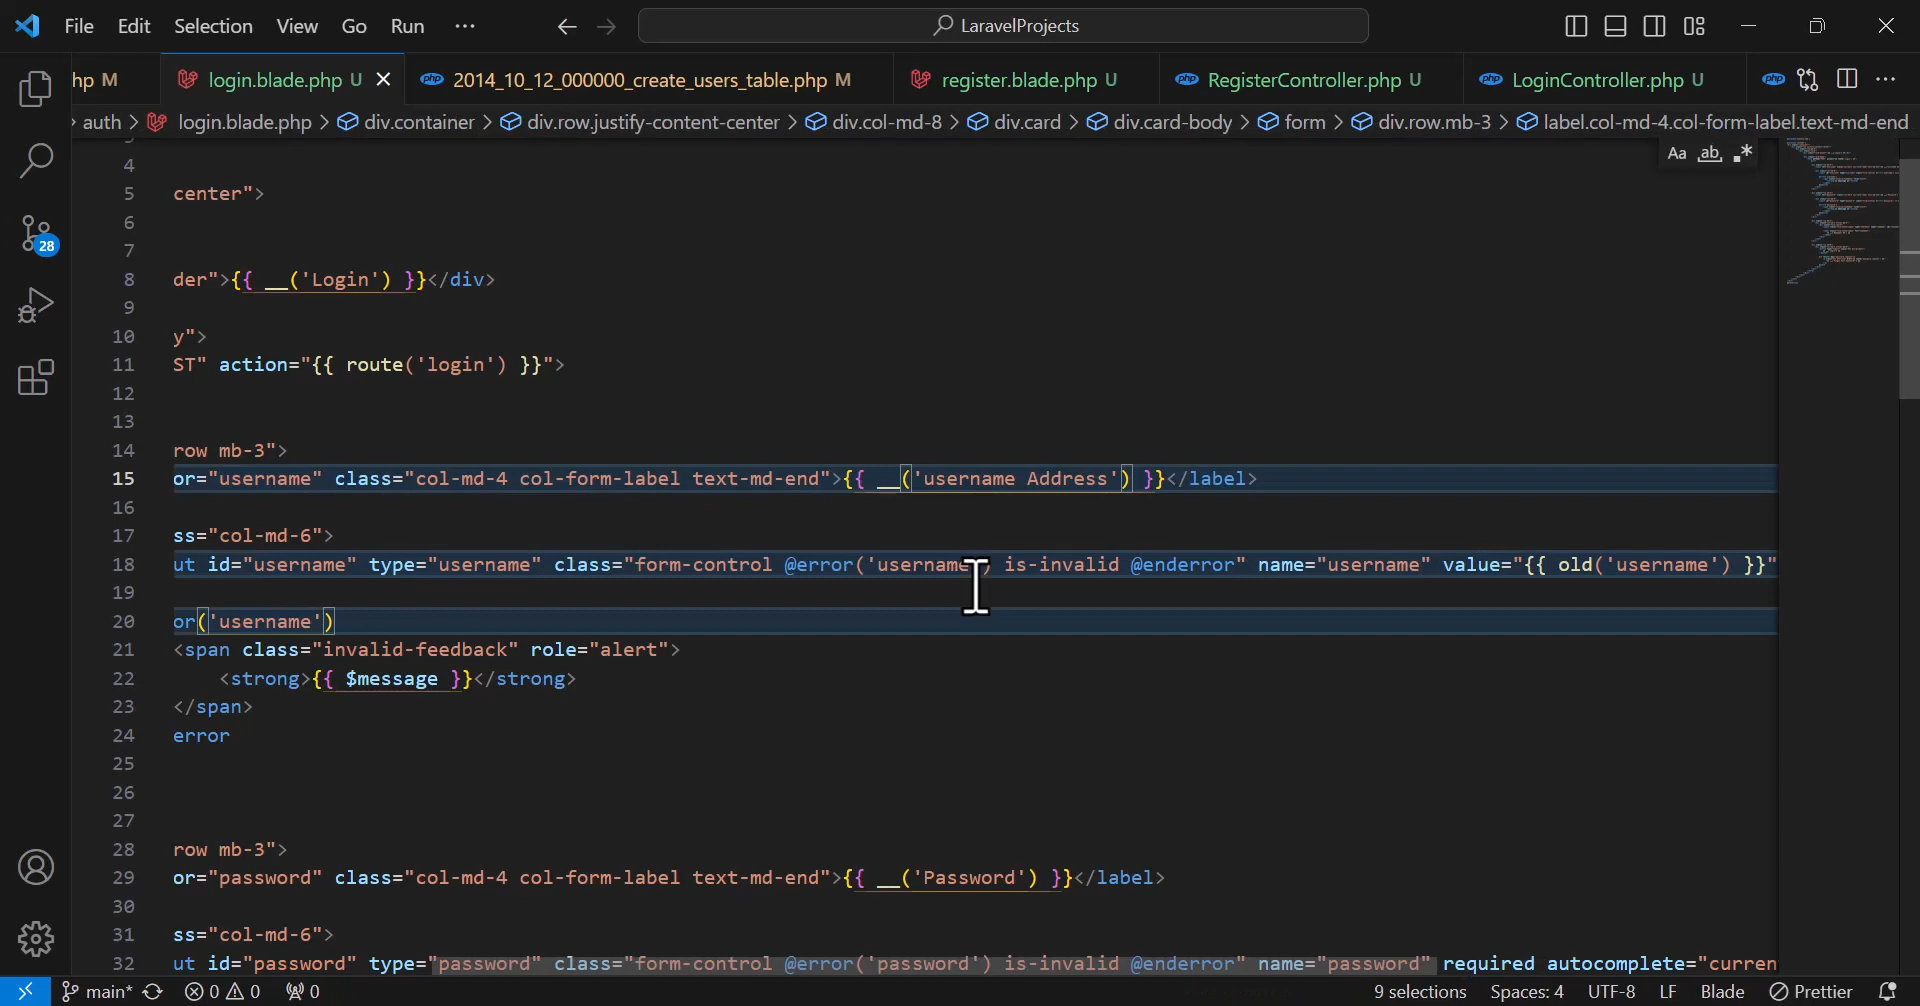 File Edit Selection View Go Run ··· LaravelProjects
hp M login.blade.php U 2014_10_12_000000_create_users_table.php M register.blade.php U RegisterController.php U LoginController.php U
auth > login.blade.php > div.container > div.row.justify-content-center > div.col-md-8 > div.card > div.card-body > form > div.row.mb-3 > label.col-md-4.col-form-label.text-md-end
Aa ab .*
4
5 center">
6
7
8 der">{{ __('Login') }}</div>
9
10 y">
11 ST" action="{{ route('login') }}">
12
13
14 row mb-3">
15 or="username" class="col-md-4 col-form-label text-md-end">{{ __('username Address') }}</label>
16
17 ss="col-md-6">
18 ut id="username" type="username" class="form-control @error('username') is-invalid @enderror" name="username" value="{{ old('username') }}"
19
20 or('username')
21 <span class="invalid-feedback" role="alert">
22 <strong>{{ $message }}</strong>
23 </span>
24 error
25
26
27
28 row mb-3">
29 or="password" class="col-md-4 col-form-label text-md-end">{{ __('Password') }}</label>
30
31 ss="col-md-6">
32 ut id="password" type="password" class="form-control @error('password') is-invalid @enderror" name="password" required autocomplete="curren
28
main* 0 0 0 9 selections Spaces: 4 UTF-8 LF Blade Prettier